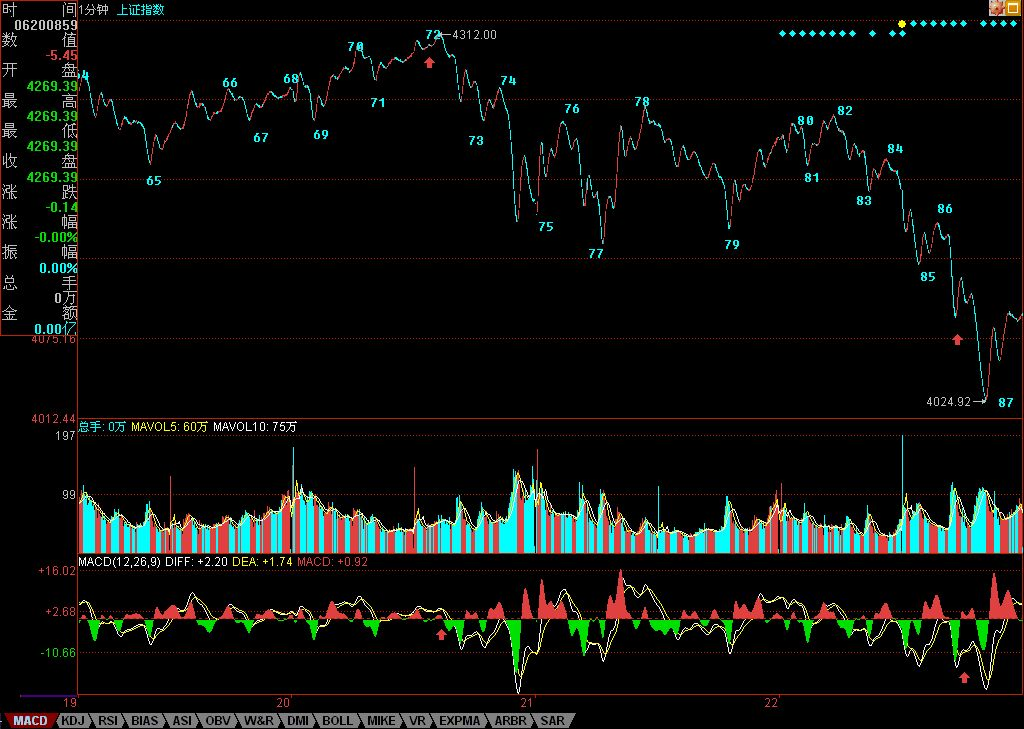 时 间 1分钟 上证指数
06200859
数 值
-5.45
开 盘
4269.39
最 高
4269.39
最 低
4269.39
收 盘
4269.39
涨 跌
-0.14
涨 幅
-0.00%
振 幅
0.00%
总 手
0万
金 额
0.00亿
4075.16
4012.44
4
65
66
67
68
69
70
71
72
4312.00
73
74
75
76
77
78
79
80
81
82
83
84
85
86
87
4024.92
总手: 0万 MAVOL5: 60万 MAVOL10: 75万
197
99
MACD(12,26,9) DIFF: +2.20 DEA: +1.74 MACD: +0.92
+16.02
+2.68
-10.66
19 20 21 22
MACD KDJ RSI BIAS ASI OBV W&R DMI BOLL MIKE VR EXPMA ARBR SAR